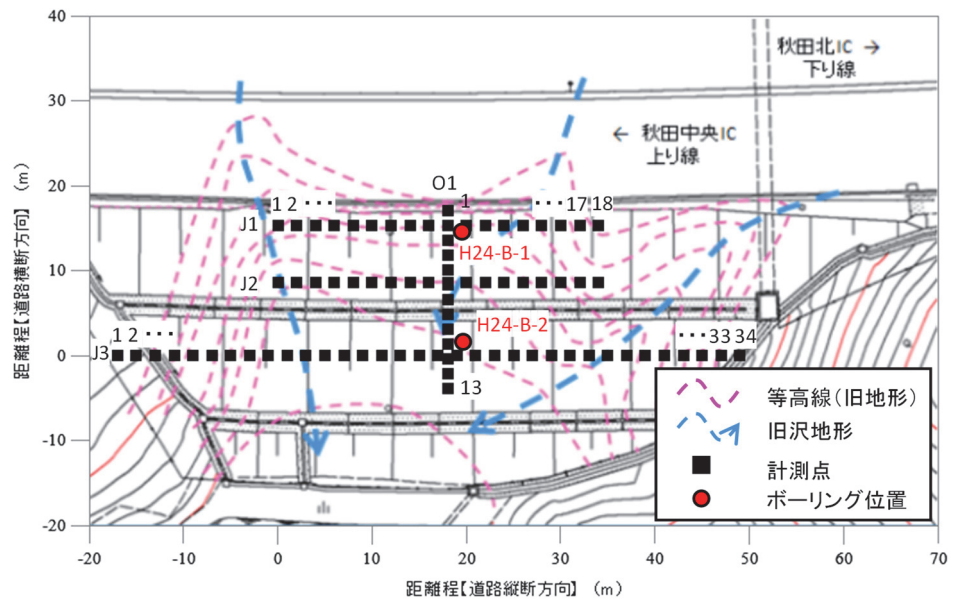 40
30
20
10
0
-10
-20
距離程【道路横断方向】（m）
秋田北IC →
下り線
← 秋田中央IC
上り線
O1
1
1 2 ･･･
･･･ 17 18
J1
H24-B-1
J2
H24-B-2
1 2 ･･･
･･･ 33 34
J3
13
等高線（旧地形）
旧沢地形
計測点
ボーリング位置
-20 -10 0 10 20 30 40 50 60 70
距離程【道路縦断方向】（m）